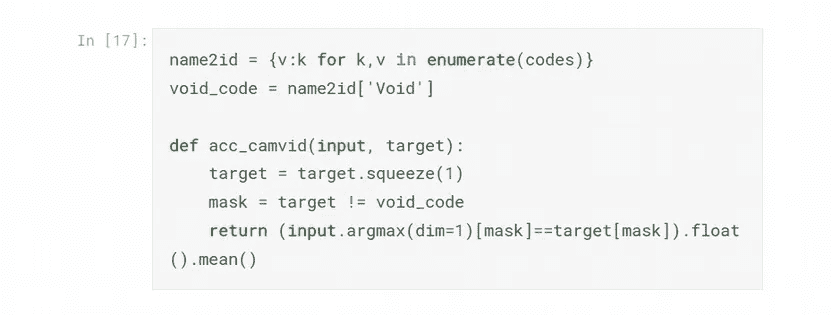 In [17]:
name2id = {v:k for k,v in enumerate(codes)}
void_code = name2id['Void']
def acc_camvid(input, target):
    target = target.squeeze(1)
    mask = target != void_code
    return (input.argmax(dim=1)[mask]==target[mask]).float
().mean()